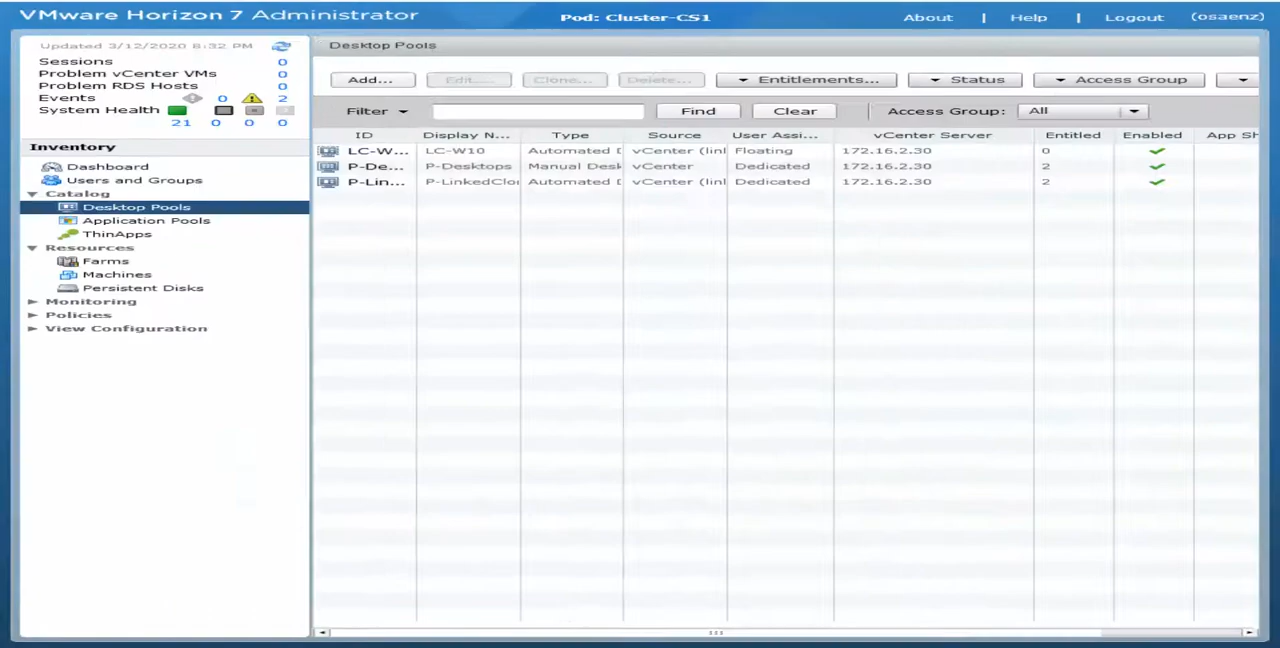 VMware Horizon 7 Administrator Pod: Cluster-CS1 About | Help | Logout (osaenz)
Updated 3/12/2020 8:32 PM
Sessions 0
Problem vCenter VMs 0
Problem RDS Hosts 0
Events 0 2
System Health
21 0 0 0
Inventory
Dashboard
Users and Groups
Catalog
Desktop Pools
Application Pools
ThinApps
Resources
Farms
Machines
Persistent Disks
Monitoring
Policies
View Configuration
Desktop Pools
Add... Edit... Clone... Delete... Entitlements... Status Access Group
Filter Find Clear Access Group: All
ID Display N... Type Source User Assi... vCenter Server Entitled Enabled App Sh
LC-W... LC-W10 Automated D vCenter (linl Floating 172.16.2.30 0
P-De... P-Desktops Manual Desk vCenter Dedicated 172.16.2.30 2
P-Lin... P-LinkedClo Automated D vCenter (linl Dedicated 172.16.2.30 2